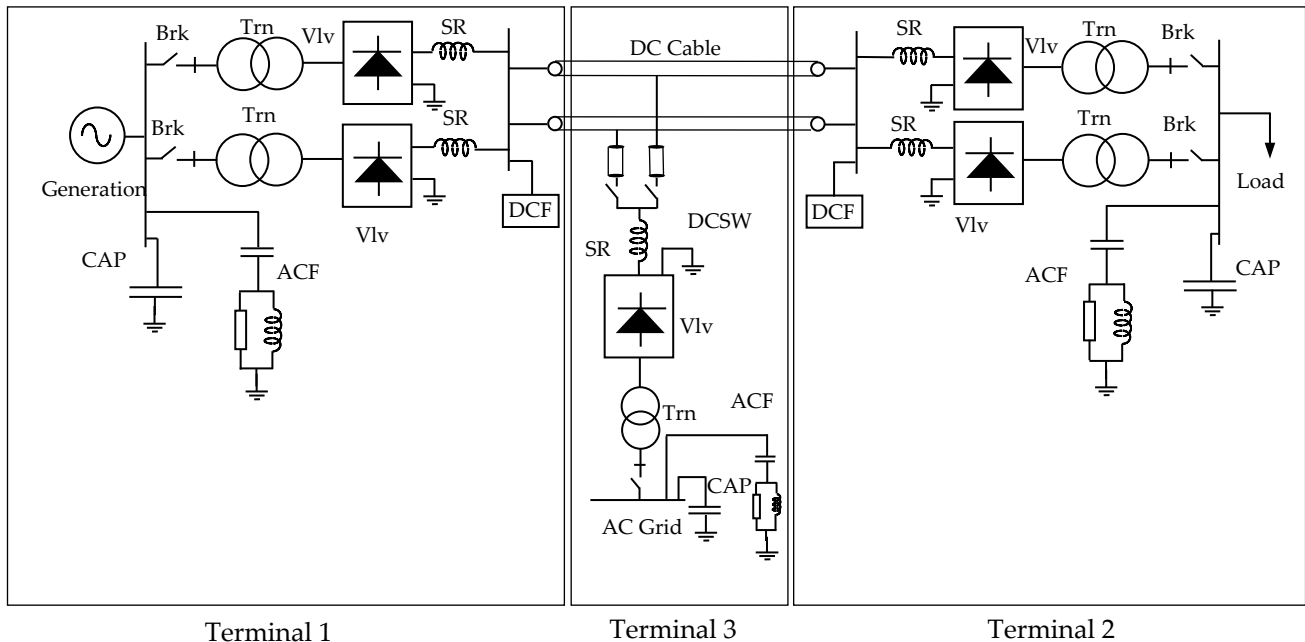 Brk
Trn
Vlv
SR
Brk
Trn
SR
Generation
Vlv
DCF
CAP
ACF
Terminal 1
DC Cable
DCSW
SR
Vlv
Trn
ACF
CAP
AC Grid
Terminal 3
SR
Vlv
Trn
Brk
SR
Trn
Brk
Load
DCF
Vlv
ACF
CAP
Terminal 2